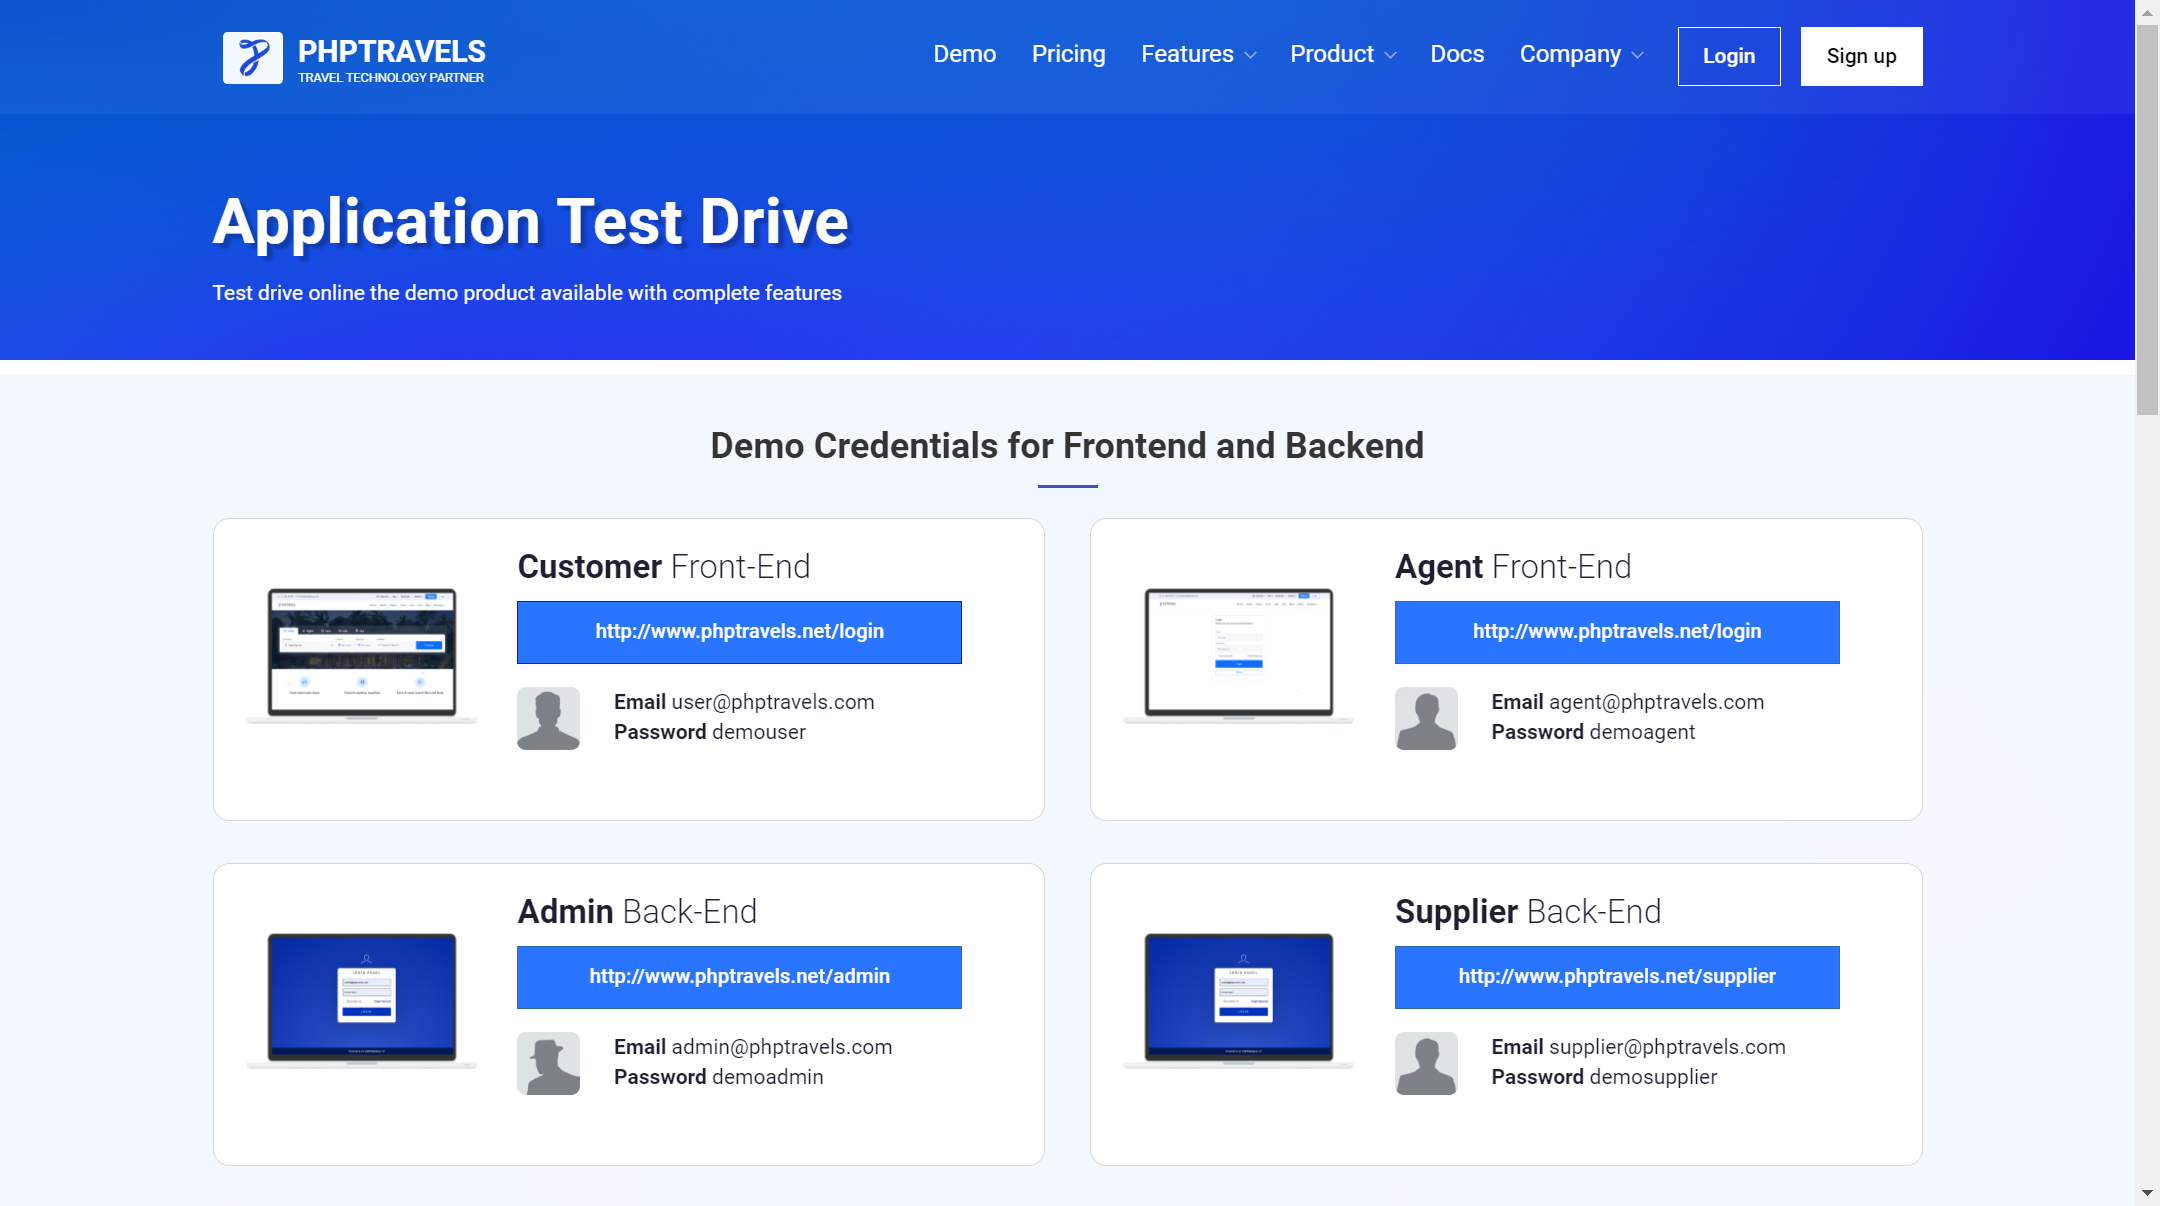 PHPTRAVELS
TRAVEL TECHNOLOGY PARTNER
Demo
Pricing
Features
Product
Docs
Company
Login
Sign up
Application Test Drive
Test drive online the demo product available with complete features
Demo Credentials for Frontend and Backend
Customer Front-End
http://www.phptravels.net/login
Email user@phptravels.com
Password demouser
Agent Front-End
http://www.phptravels.net/login
Email agent@phptravels.com
Password demoagent
Admin Back-End
http://www.phptravels.net/admin
Email admin@phptravels.com
Password demoadmin
Supplier Back-End
http://www.phptravels.net/supplier
Email supplier@phptravels.com
Password demosupplier